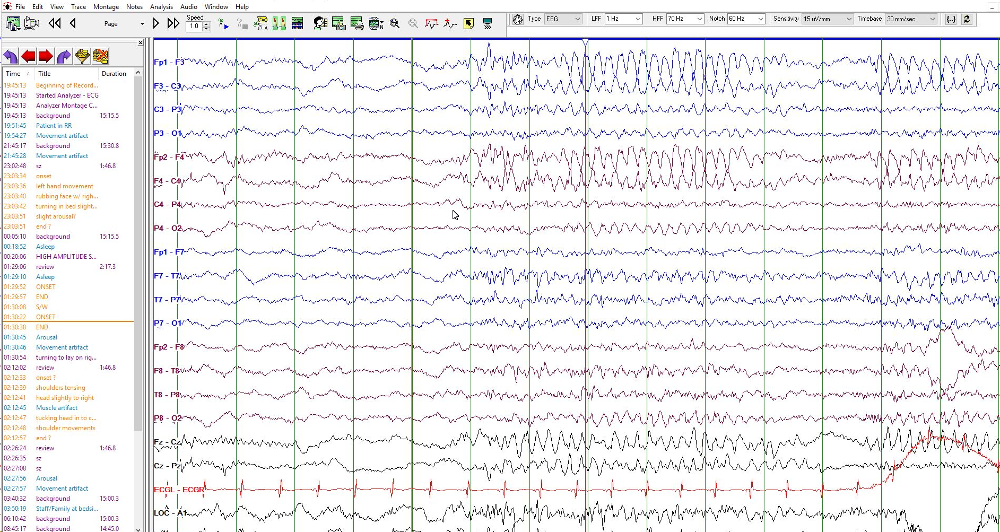 File Edit View Trace Montage Notes Analysis Audio Window Help
Page Speed: 1.0 N Type EEG LFF 1 Hz HFF 70 Hz Notch 60 Hz Sensitivity 15 uV/mm Timebase 30 mm/sec {..}
Time Title Duration
19:45:13 Beginning of Record...
19:45:13 Started Analyzer - ECG
19:45:13 Analyzer Montage C...
19:45:13 background 15:15.5
19:51:45 Patient in RR
19:54:27 Movement artifact
21:45:17 background 15:30.8
21:45:28 Movement artifact
23:02:48 sz 1:46.8
23:03:34 onset
23:03:36 left hand movement
23:03:40 rubbing face w/ righ...
23:03:42 turning in bed slight...
23:03:51 slight arousal?
23:03:51 end ?
00:05:10 background 15:15.5
00:18:52 Asleep
00:20:06 HIGH AMPLITUDE S...
01:29:06 review 2:17.3
01:29:10 Asleep
01:29:52 ONSET
01:29:57 END
01:30:08 S/W
01:30:22 ONSET
01:30:38 END
01:30:45 Arousal
01:30:46 Movement artifact
01:30:54 turning to lay on rig...
02:12:02 review 1:46.8
02:12:33 onset ?
02:12:39 shoulders tensing
02:12:41 head slightly to right
02:12:45 Muscle artifact
02:12:47 tucking head in to c...
02:12:48 shoulder movements
02:12:57 end ?
02:26:24 review 1:46.8
02:26:35 sz
02:27:08 sz
02:27:56 Arousal
02:27:57 Movement artifact
03:40:32 background 15:00.3
03:50:19 Staff/Family at bedsi...
06:10:42 background 15:00.3
08:45:17 background 14:45.0
Fp1 - F3
F3 - C3
C3 - P3
P3 - O1
Fp2 - F4
F4 - C4
C4 - P4
P4 - O2
Fp1 - F7
F7 - T7
T7 - P7
P7 - O1
Fp2 - F8
F8 - T8
T8 - P8
P8 - O2
Fz - Cz
Cz - Pz
ECGL - ECGR
LOC - A1